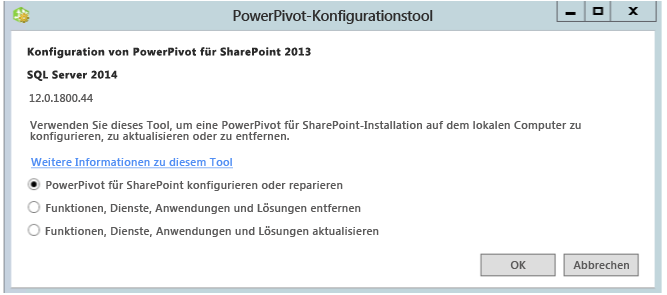 PowerPivot-Konfigurationstool
Konfiguration von PowerPivot für SharePoint 2013
SQL Server 2014
12.0.1800.44
Verwenden Sie dieses Tool, um eine PowerPivot für SharePoint-Installation auf dem lokalen Computer zu
konfigurieren, zu aktualisieren oder zu entfernen.
Weitere Informationen zu diesem Tool
PowerPivot für SharePoint konfigurieren oder reparieren
Funktionen, Dienste, Anwendungen und Lösungen entfernen
Funktionen, Dienste, Anwendungen und Lösungen aktualisieren
OK Abbrechen